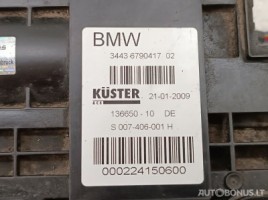 BMW
3443 6790417 02
KÜSTER 21-01-2009
136650 - 10 DE
S 007-406-001 H
000224150600
AUTOBONUS.LT